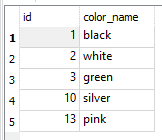 id color_name
1 1 black
2 2 white
3 3 green
4 10 silver
5 13 pink